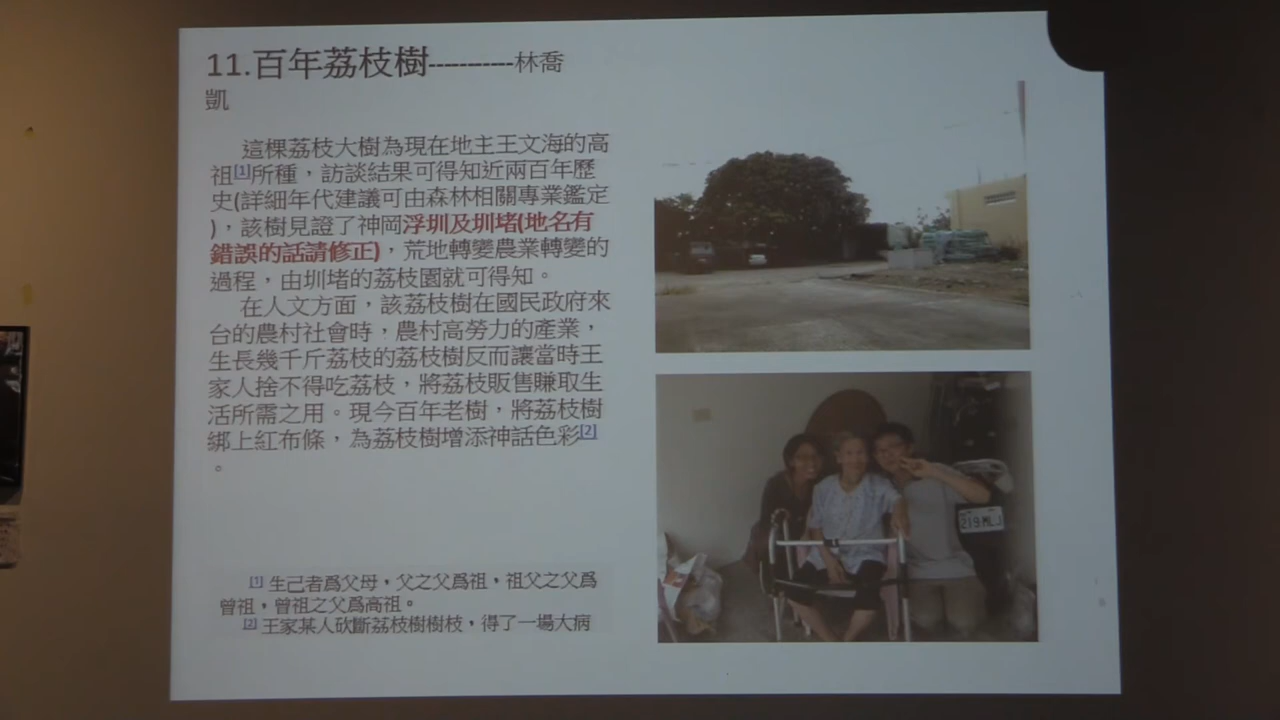 11.百年荔枝樹-----------林喬
凱
這棵荔枝大樹為現在地主王文海的高
祖[1]所種，訪談結果可得知近兩百年歷
史(詳細年代建議可由森林相關專業鑑定
)，該樹見證了神岡浮圳及圳堵(地名有
錯誤的話請修正)，荒地轉變農業轉變的
過程，由圳堵的荔枝園就可得知。
在人文方面，該荔枝樹在國民政府來
台的農村社會時，農村高勞力的產業，
生長幾千斤荔枝的荔枝樹反而讓當時王
家人捨不得吃荔枝，將荔枝販售賺取生
活所需之用。現今百年老樹，將荔枝樹
綁上紅布條，為荔枝樹增添神話色彩[2]
。
[1] 生己者爲父母，父之父爲祖，祖父之父爲
曾祖，曾祖之父爲高祖。
[2] 王家某人砍斷荔枝樹樹枝，得了一場大病
219 MLJ